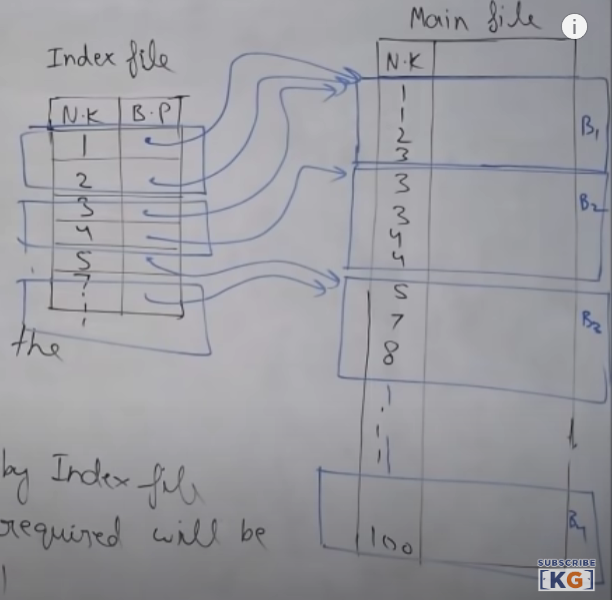 Main file
i
Index file
N.K
N.K B.P
1
1
2
3
B1
1
2
3
4
5
7
3
3
4
4
B2
5
7
8
B3
the
by Index file
required will be
100
SUBSCRIBE
[KG]